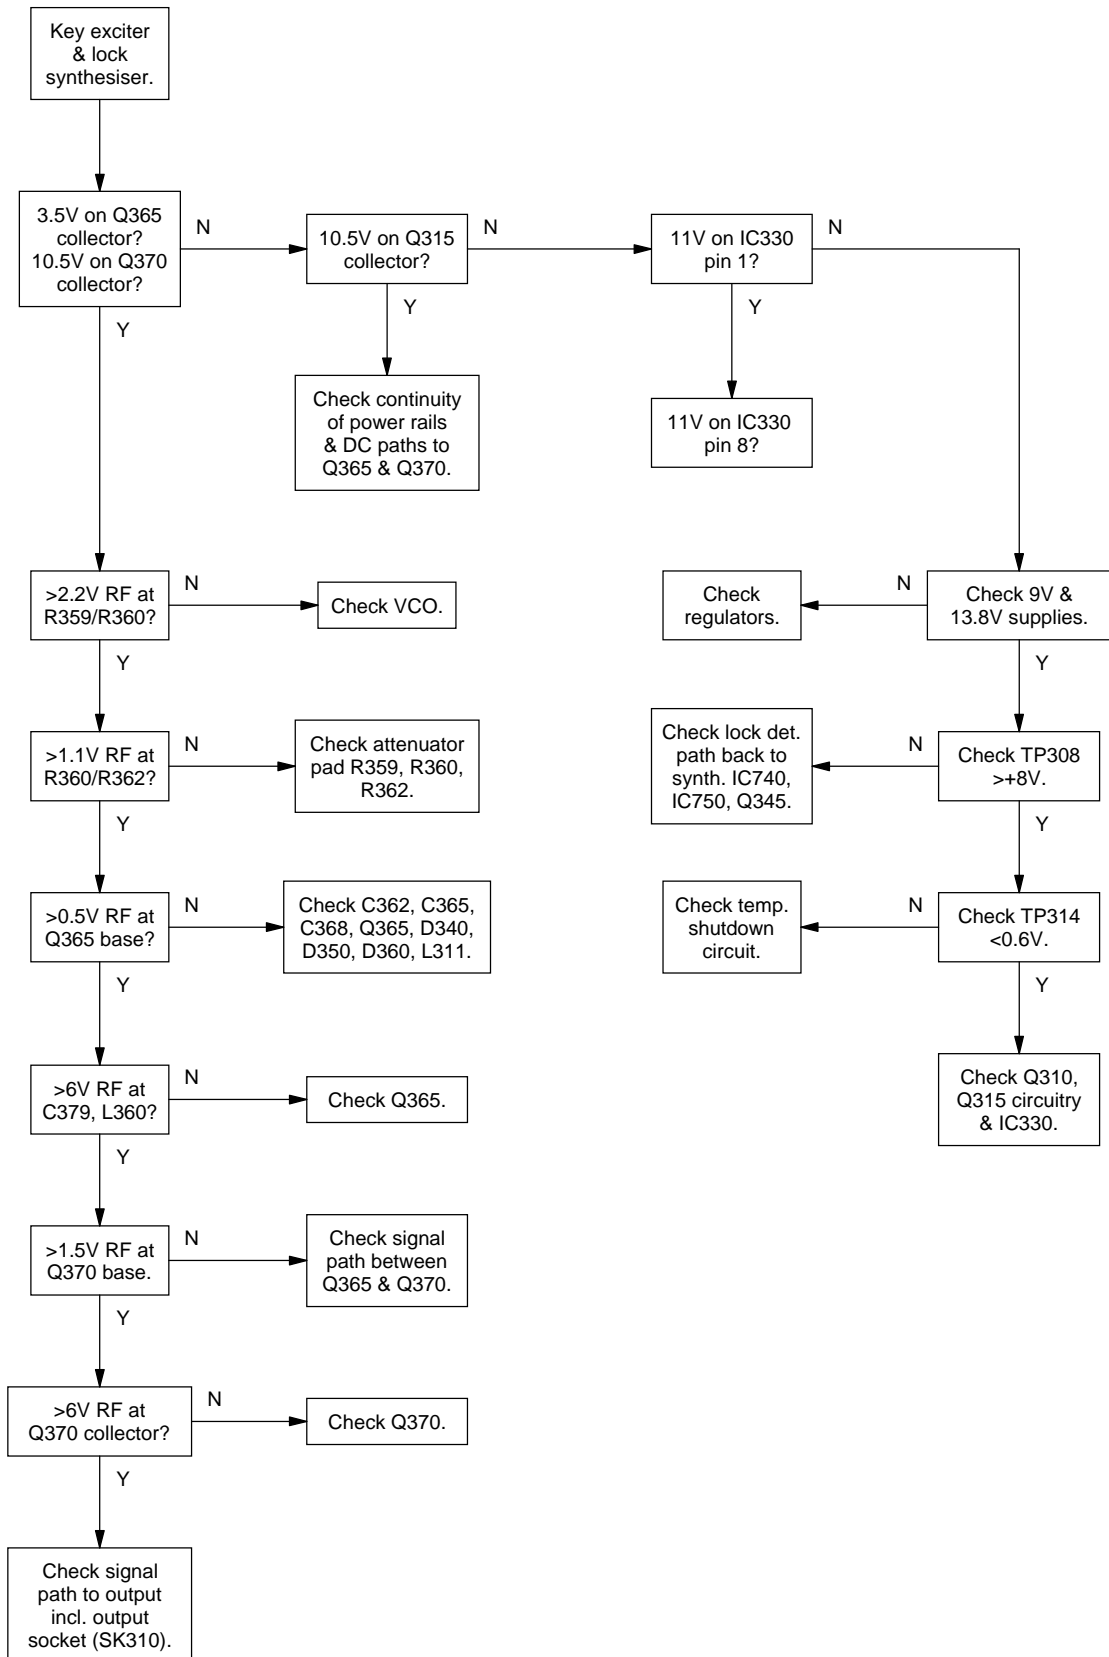 Key exciter
& lock
synthesiser.
3.5V on Q365
collector?
10.5V on Q370
collector?
N
10.5V on Q315
collector?
N
11V on IC330
pin 1?
N
Y
Y
Y
Check continuity
of power rails
& DC paths to
Q365 & Q370.
11V on IC330
pin 8?
>2.2V RF at
R359/R360?
N
Check VCO.
Check
regulators.
N
Check 9V &
13.8V supplies.
Y
Y
>1.1V RF at
R360/R362?
N
Check attenuator
pad R359, R360,
R362.
Check lock det.
path back to
synth. IC740,
IC750, Q345.
N
Check TP308
>+8V.
Y
Y
>0.5V RF at
Q365 base?
N
Check C362, C365,
C368, Q365, D340,
D350, D360, L311.
Check temp.
shutdown
circuit.
N
Check TP314
<0.6V.
Y
Y
>6V RF at
C379, L360?
N
Check Q365.
Check Q310,
Q315 circuitry
& IC330.
Y
>1.5V RF at
Q370 base.
N
Check signal
path between
Q365 & Q370.
Y
>6V RF at
Q370 collector?
N
Check Q370.
Y
Check signal
path to output
incl. output
socket (SK310).